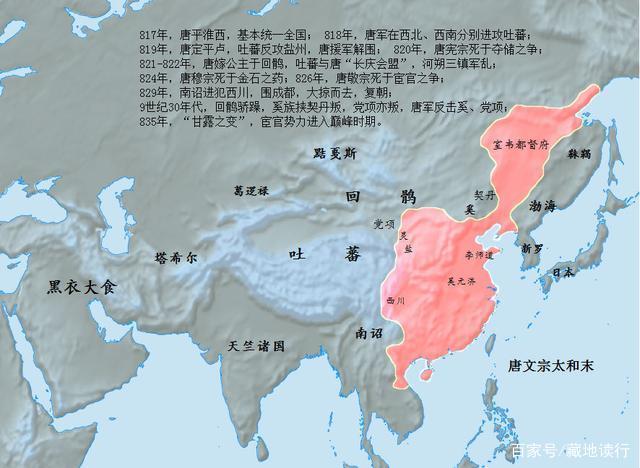 817年，唐平淮西，基本统一全国； 818年，唐军在西北、西南分别进攻吐蕃；
819年，唐定平卢，吐蕃反攻盐州，唐援军解围； 820年，唐宪宗死于夺储之争；
821-822年，唐嫁公主于回鹘，吐蕃与唐“长庆会盟”，河朔三镇军乱；
824年，唐穆宗死于金石之药；826年，唐敬宗死于宦官之争；
829年，南诏进犯西川，围成都，大掠而去，复朝；
9世纪30年代，回鹘骄躁，奚族挟契丹叛，党项亦叛，唐军反击奚、党项；
835年，“甘露之变”，宦官势力进入巅峰时期。
室韦都督府
靺鞨
黠戛斯
葛逻禄
回鹘
契丹
奚
渤海
党项
灵
盐
塔希尔
吐蕃
李师道
新罗
日本
黑衣大食
吴元济
西川
南诏
天竺诸国
唐文宗太和末
百家号/藏地读行